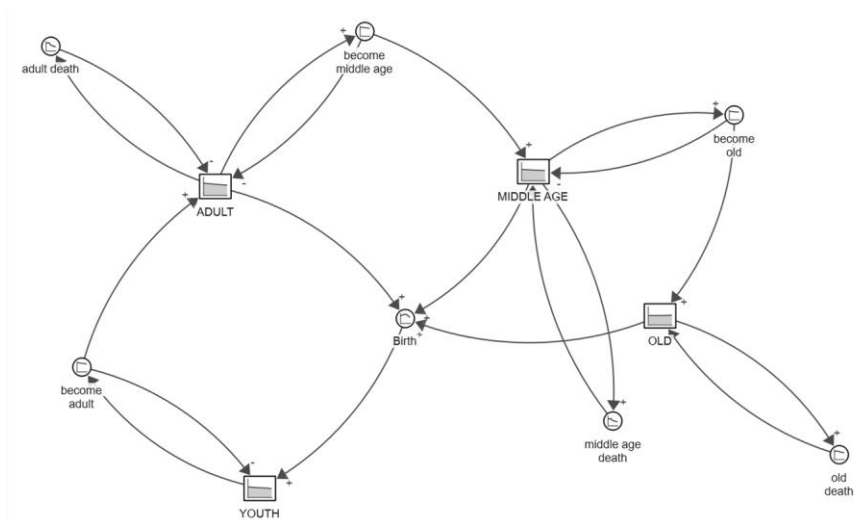 adult death
become
middle age
become
old
ADULT
MIDDLE AGE
Birth
OLD
become
adult
middle age
death
old
death
YOUTH
+
+
+
-
-
+
-
+
+
+
+
+
+
+
-
+